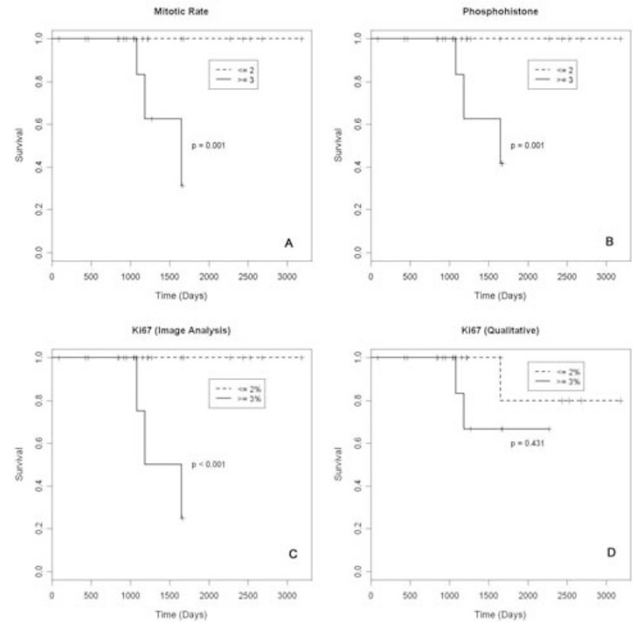 Mitotic Rate
1.0
0.8
0.6
0.4
0.2
0.0
Survival
<= 2
>= 3
p = 0.001
A
0 500 1000 1500 2000 2500 3000
Time (Days)
Phosphohistone
1.0
0.8
0.6
0.4
0.2
0.0
Survival
<= 2
>= 3
p = 0.001
B
0 500 1000 1500 2000 2500 3000
Time (Days)
Ki67 (Image Analysis)
1.0
0.8
0.6
0.4
0.2
0.0
Survival
<= 2%
>= 3%
p < 0.001
C
0 500 1000 1500 2000 2500 3000
Time (Days)
Ki67 (Qualitative)
1.0
0.8
0.6
0.4
0.2
0.0
Survival
<= 2%
>= 3%
p = 0.431
D
0 500 1000 1500 2000 2500 3000
Time (Days)